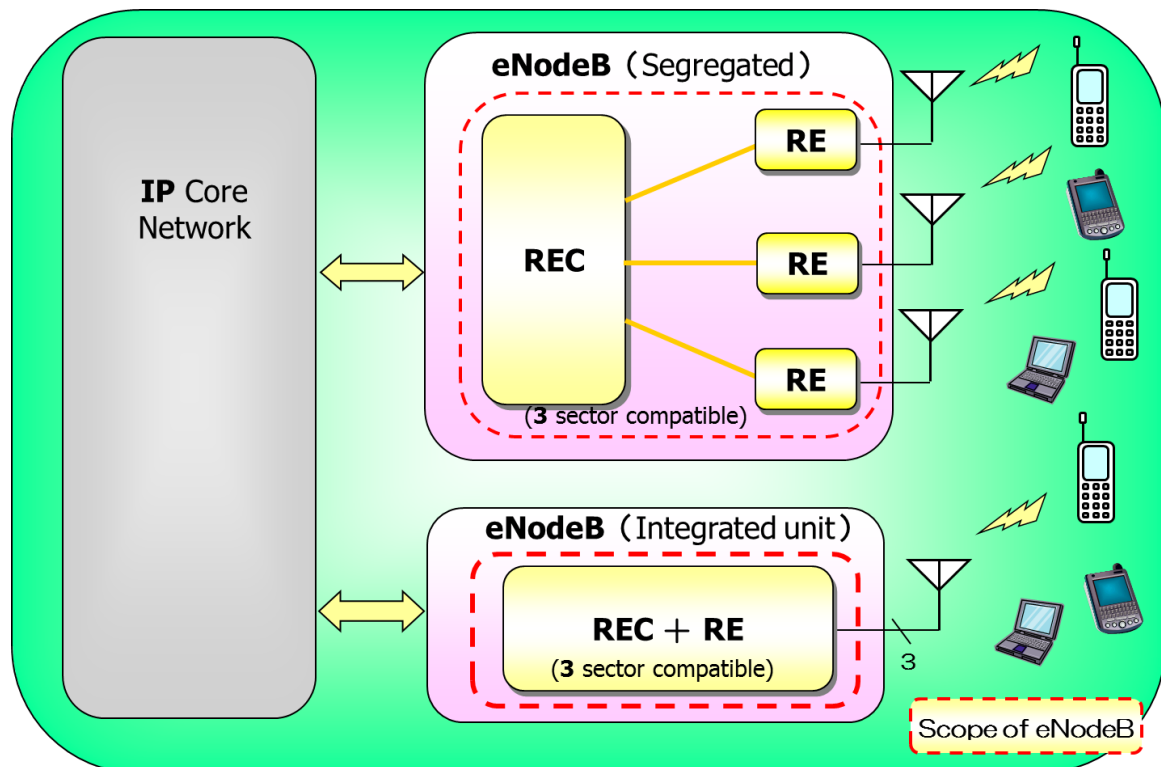 IP Core
Network
eNodeB (Segregated)
REC
RE
RE
RE
(3 sector compatible)
eNodeB (Integrated unit)
REC + RE
(3 sector compatible)
3
Scope of eNodeB